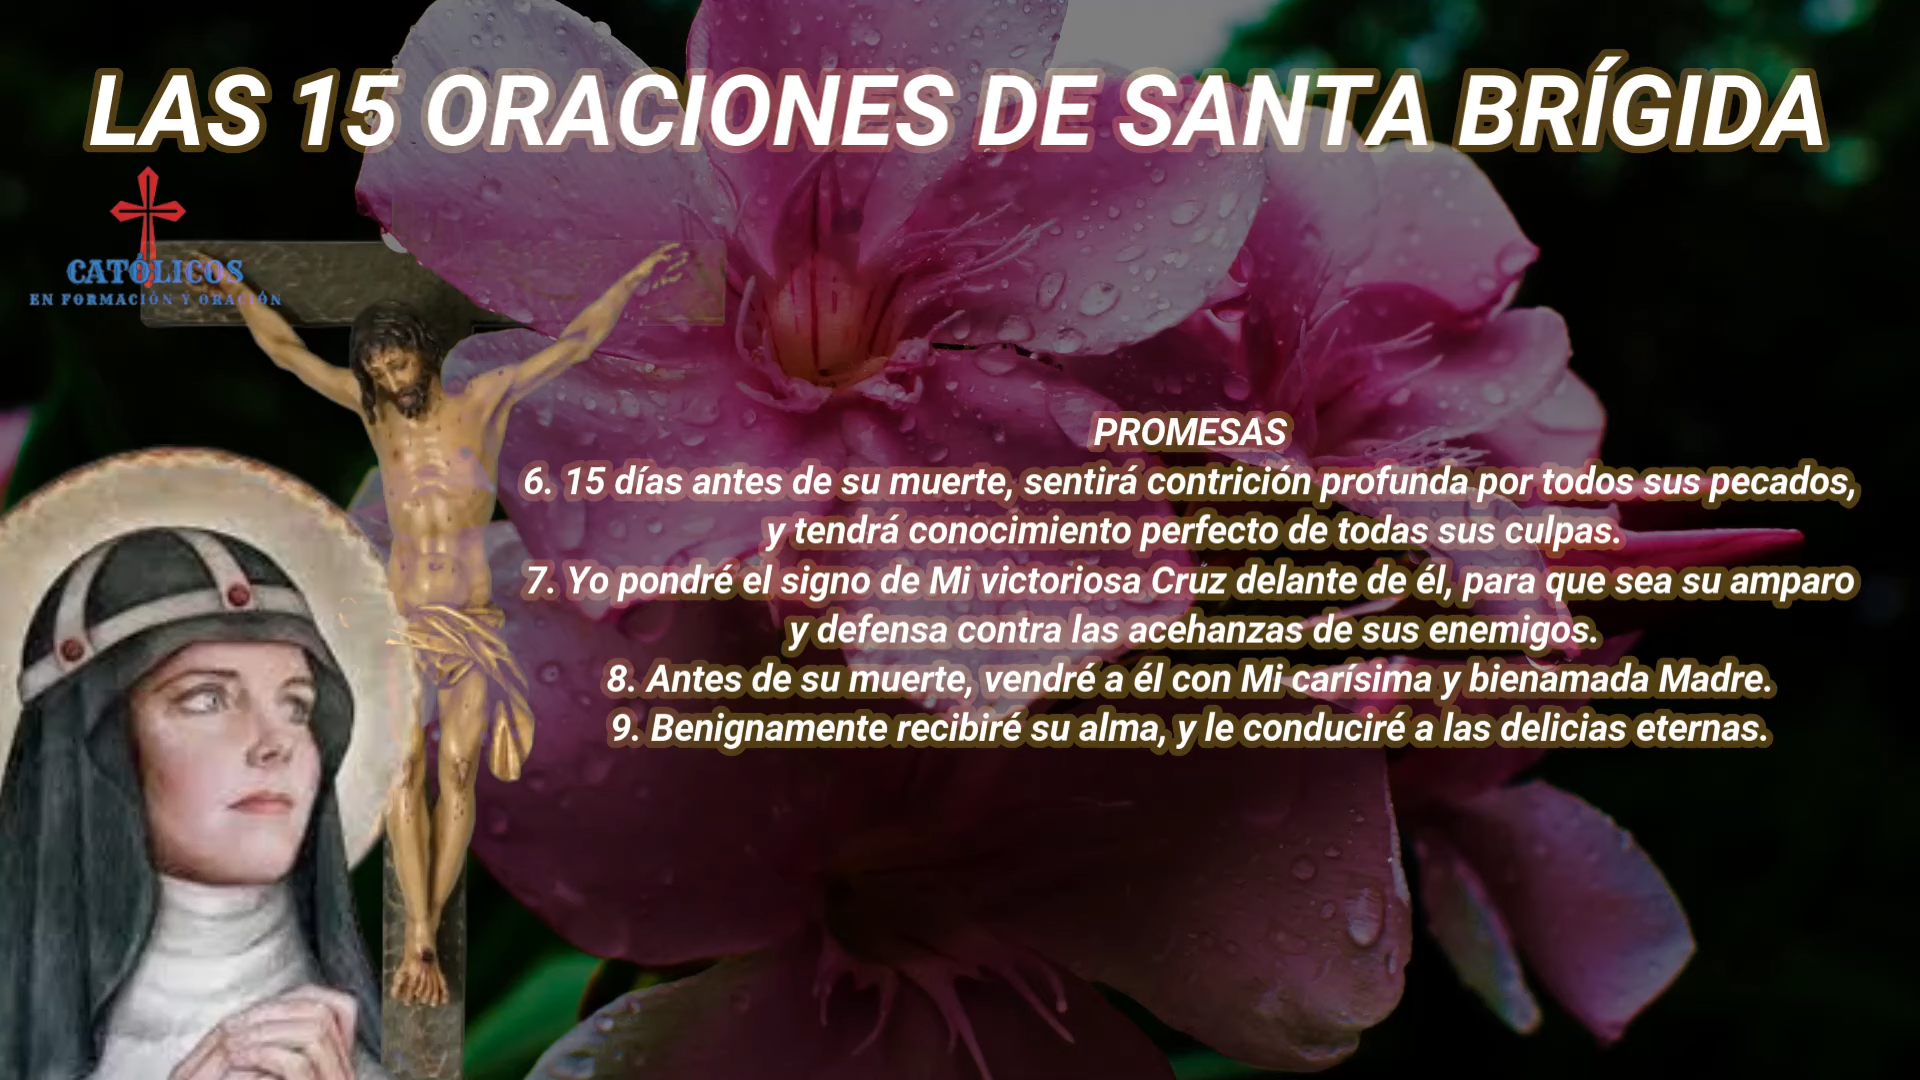 LAS 15 ORACIONES DE SANTA BRÍGIDA
CATÓLICOS
EN FORMACIÓN Y ORACIÓN
PROMESAS
6. 15 días antes de su muerte, sentirá contrición profunda por todos sus pecados,
y tendrá conocimiento perfecto de todas sus culpas.
7. Yo pondré el signo de Mi victoriosa Cruz delante de él, para que sea su amparo
y defensa contra las acehanzas de sus enemigos.
8. Antes de su muerte, vendré a él con Mi carísima y bienamada Madre.
9. Benignamente recibiré su alma, y le conduciré a las delicias eternas.